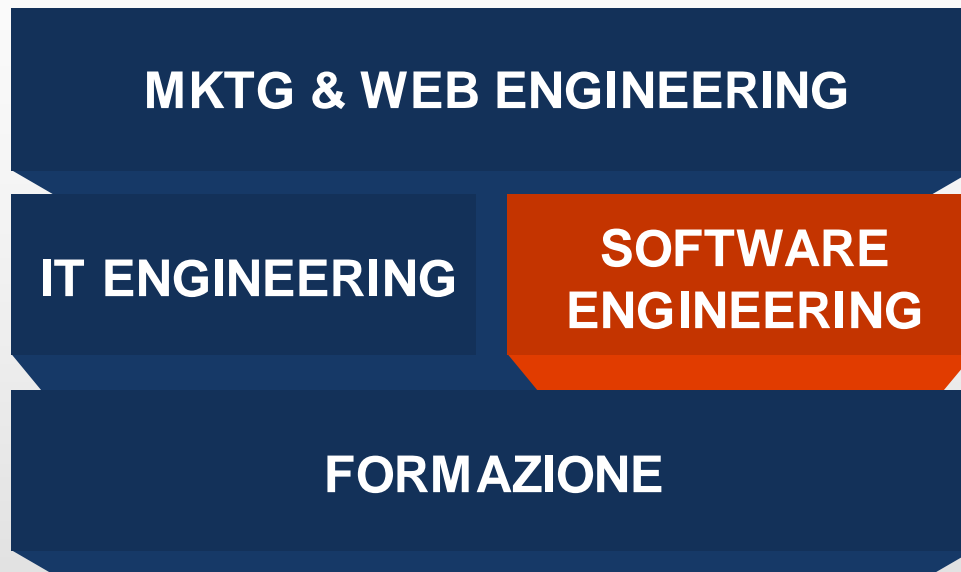 MKTG & WEB ENGINEERING
IT ENGINEERING
SOFTWARE
ENGINEERING
FORMAZIONE